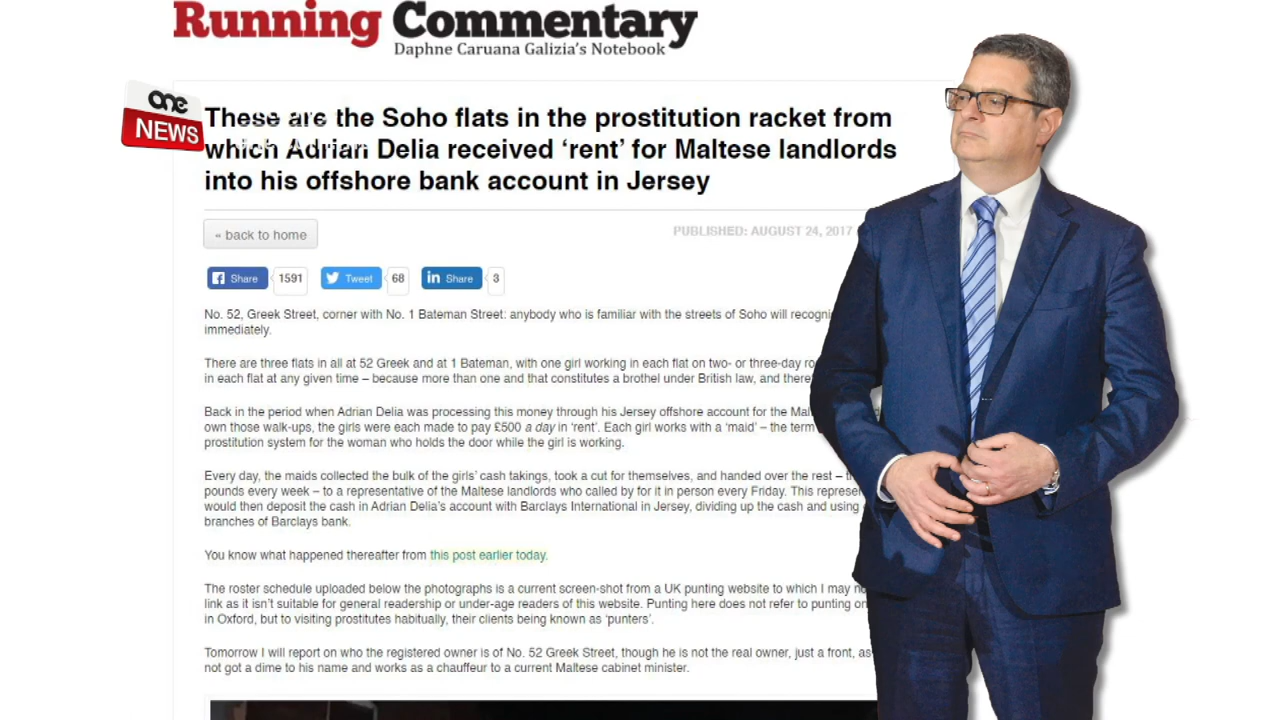 Running Commentary
Daphne Caruana Galizia's Notebook
one
NEWS
These are the Soho flats in the prostitution racket from
which Adrian Delia received ‘rent’ for Maltese landlords
into his offshore bank account in Jersey
« back to home
PUBLISHED: AUGUST 24, 2017
Share 1591 Tweet 68 Share 3
No. 52, Greek Street, corner with No. 1 Bateman Street: anybody who is familiar with the streets of Soho will
immediately.
There are three flats in all at 52 Greek and at 1 Bateman, with one girl working in each flat on two- or three-day
in each flat at any given time – because more than one and that constitutes a brothel under British law, and
Back in the period when Adrian Delia was processing this money through his Jersey offshore account for the
own those walk-ups, the girls were each made to pay £500 a day in ‘rent’. Each girl works with a ‘maid’ – the term
prostitution system for the woman who holds the door while the girl is working.
Every day, the maids collected the bulk of the girls’ cash takings, took a cut for themselves, and handed over the rest –
pounds every week – to a representative of the Maltese landlords who called by for it in person every Friday. This
would then deposit the cash in Adrian Delia’s account with Barclays International in Jersey, dividing up the cash and using
branches of Barclays bank.
You know what happened thereafter from this post earlier today.
The roster schedule uploaded below the photographs is a current screen-shot from a UK punting website to which I may
link as it isn’t suitable for general readership or under-age readers of this website. Punting here does not refer to punting
in Oxford, but to visiting prostitutes habitually, their clients being known as ‘punters’.
Tomorrow I will report on who the registered owner is of No. 52 Greek Street, though he is not the real owner, just a front,
not got a dime to his name and works as a chauffeur to a current Maltese cabinet minister.